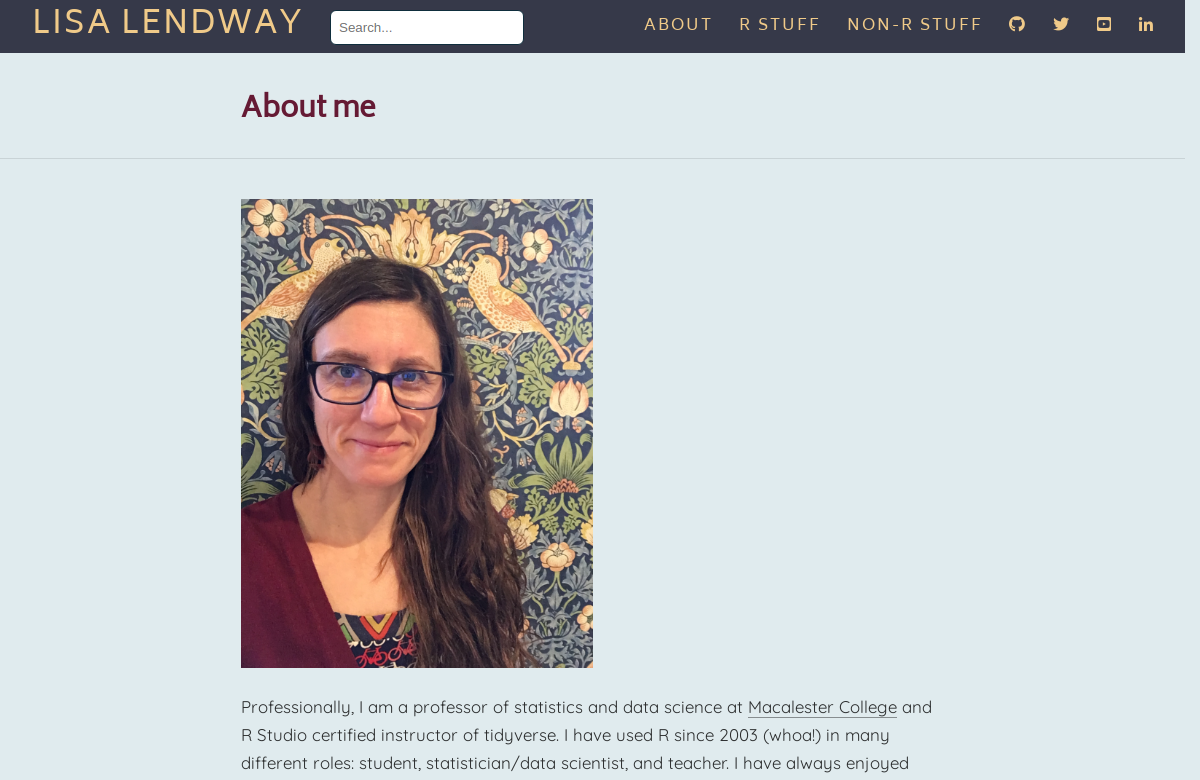 LISA LENDWAY
Search...
ABOUT
R STUFF
NON-R STUFF
About me
Professionally, I am a professor of statistics and data science at Macalester College and
R Studio certified instructor of tidyverse. I have used R since 2003 (whoa!) in many
different roles: student, statistician/data scientist, and teacher. I have always enjoyed